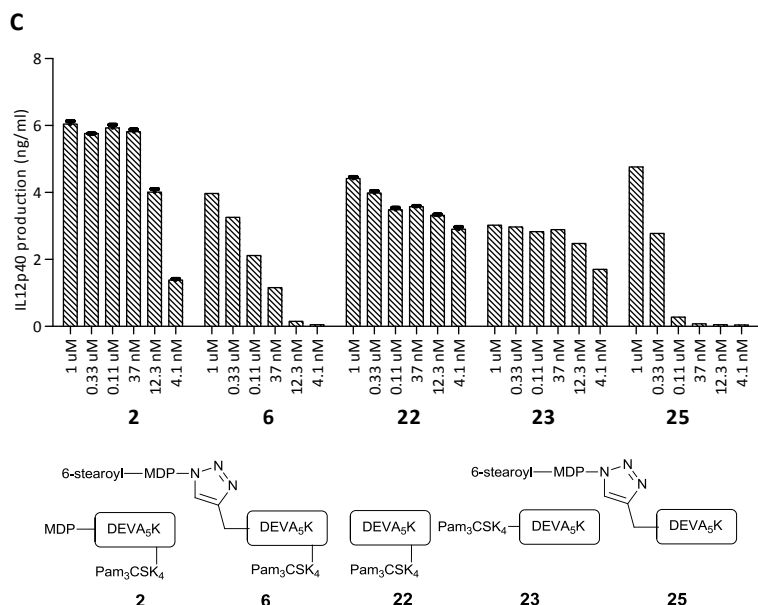 C
IL12p40 production (ng/ml)
8
6
4
2
0
1 uM
0.33 uM
0.11 uM
37 nM
12.3 nM
4.1 nM
1 uM
0.33 uM
0.11 uM
37 nM
12.3 nM
4.1 nM
1 uM
0.33 uM
0.11 uM
37 nM
12.3 nM
4.1 nM
1 uM
0.33 uM
0.11 uM
37 nM
12.3 nM
4.1 nM
1 uM
0.33 uM
0.11 uM
37 nM
12.3 nM
4.1 nM
2 6 22 23 25
6-stearoyl—MDP—N
N
N
MDP DEVA₅K
Pam₃CSK₄
2
DEVA₅K
Pam₃CSK₄
6
DEVA₅K
Pam₃CSK₄
22
Pam₃CSK₄ DEVA₅K
23
6-stearoyl—MDP—N
N
N
DEVA₅K
25